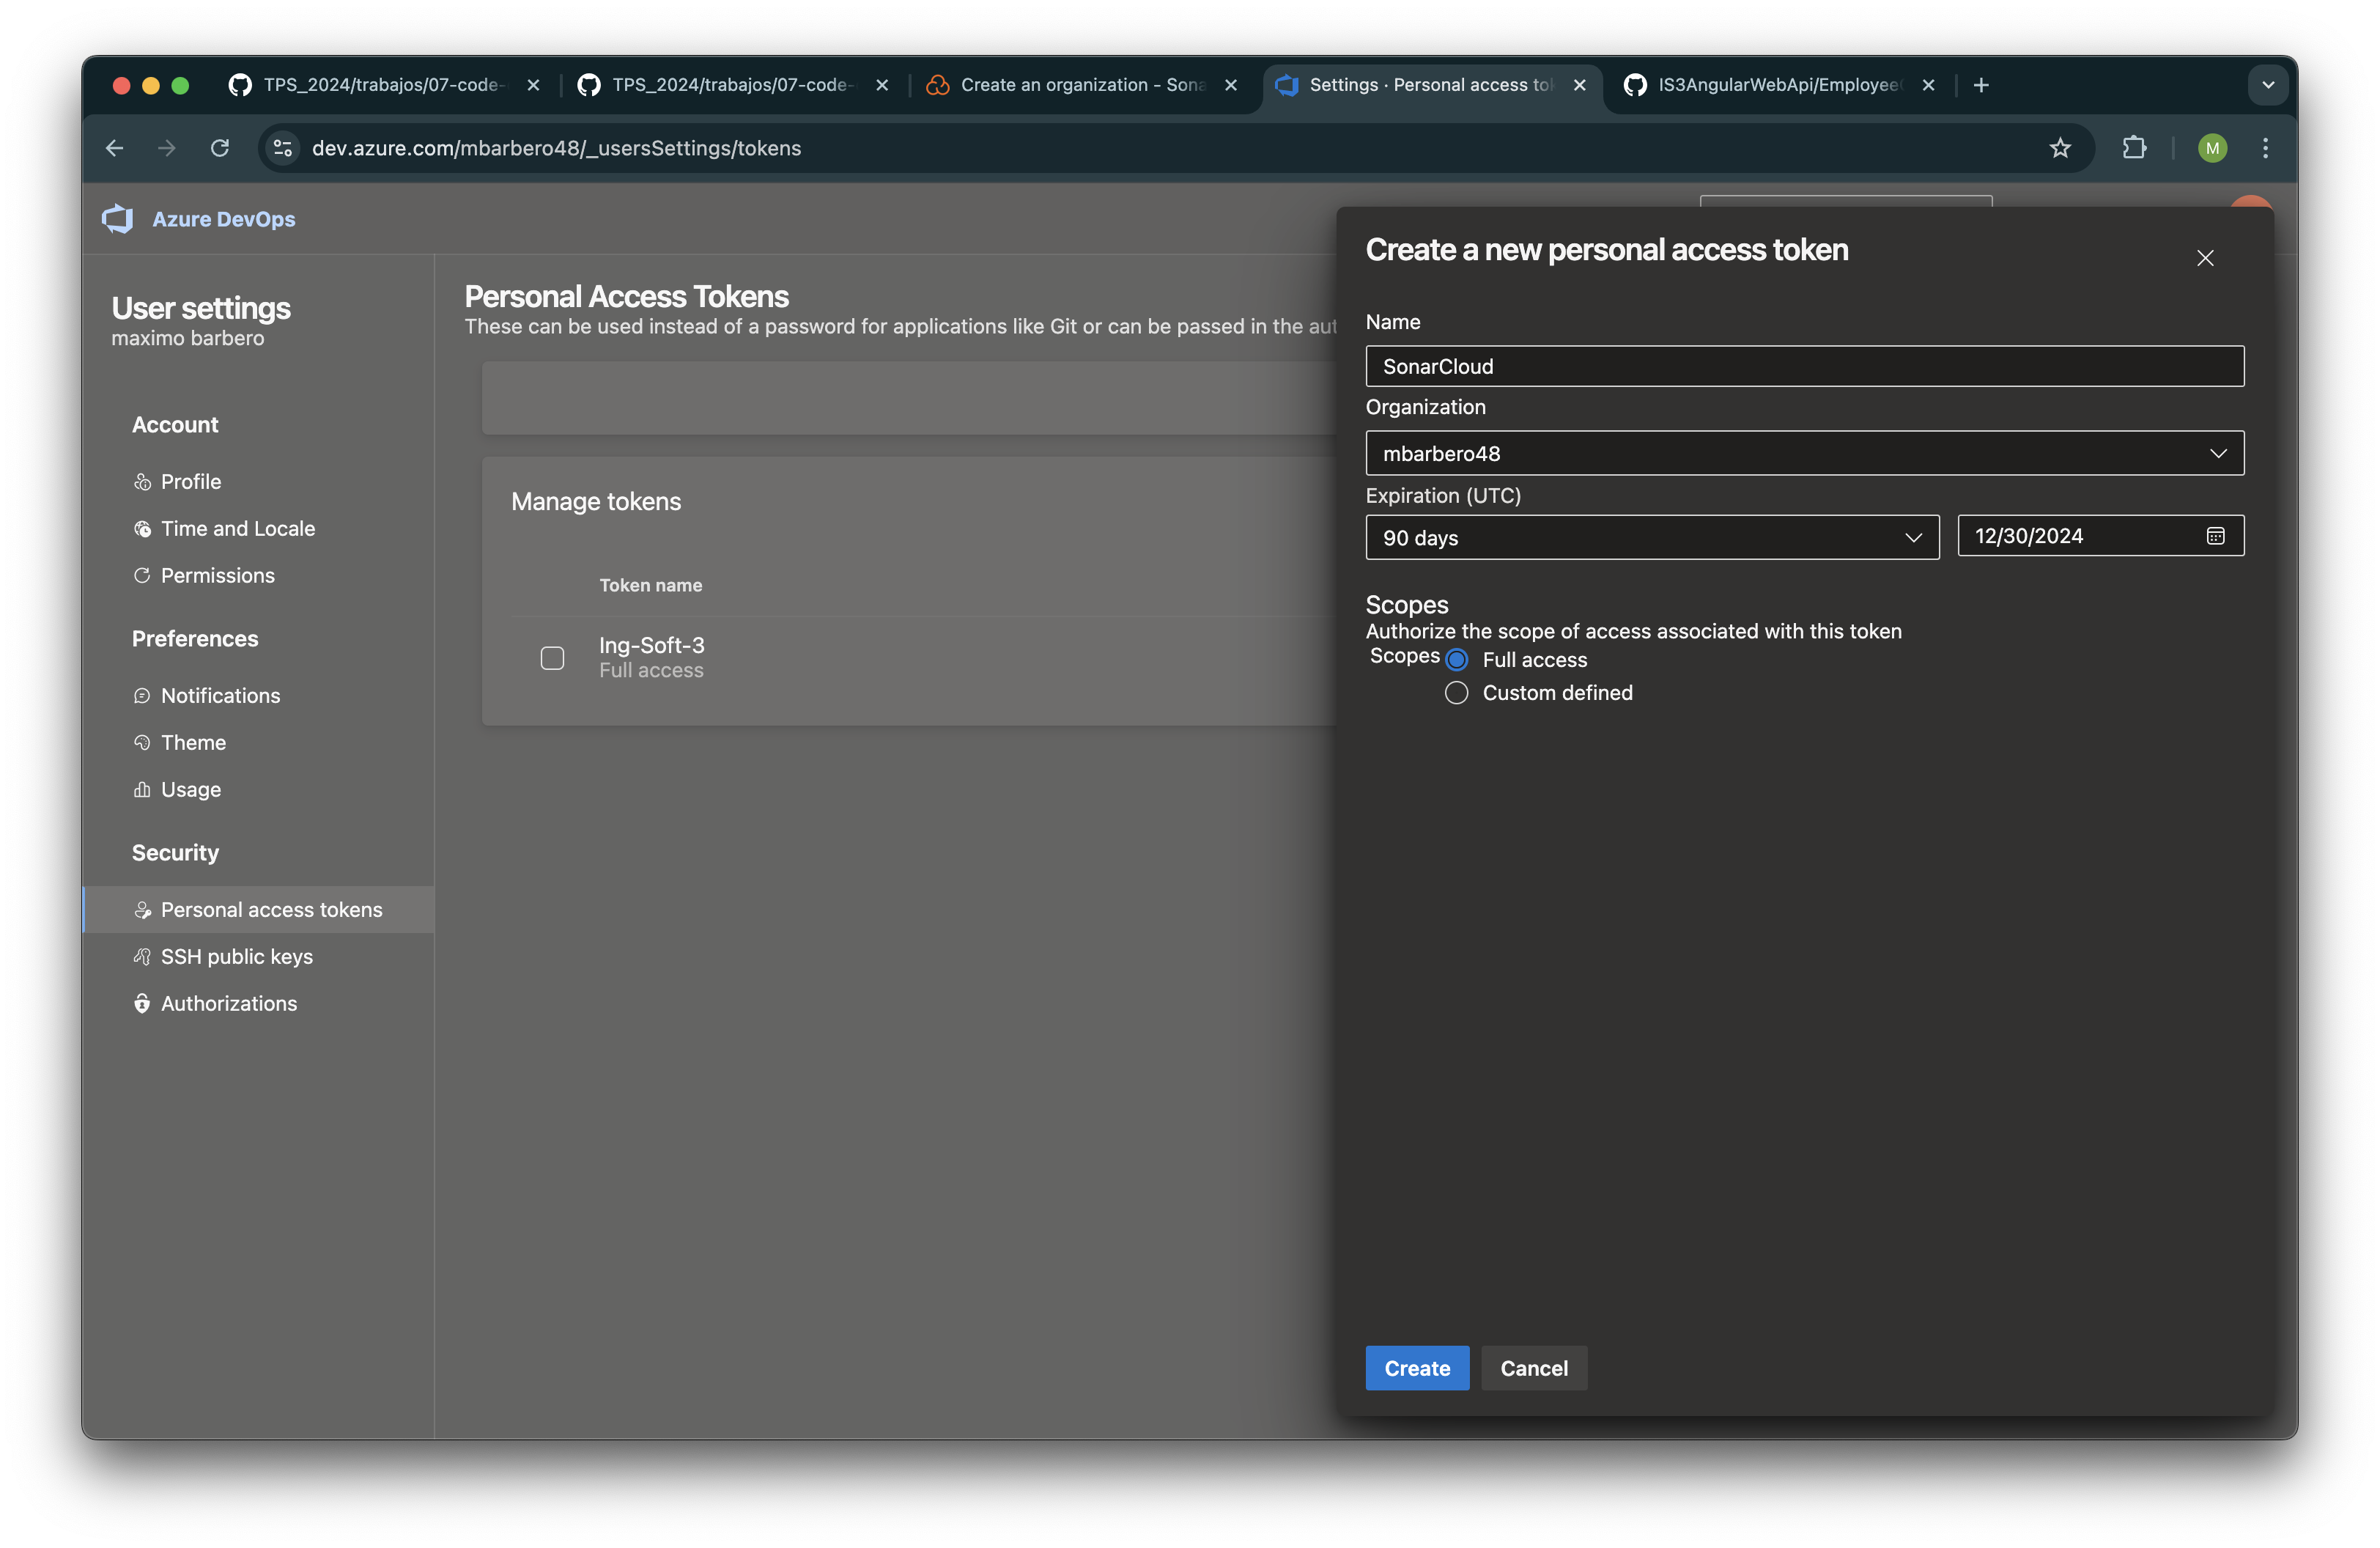 TPS_2024/trabajos/07-code-
TPS_2024/trabajos/07-code-
Create an organization - Sona
Settings · Personal access tok
IS3AngularWebApi/Employee
dev.azure.com/mbarbero48/_usersSettings/tokens
M
Azure DevOps
User settings
maximo barbero
Account
Profile
Time and Locale
Permissions
Preferences
Notifications
Theme
Usage
Security
Personal access tokens
SSH public keys
Authorizations
Personal Access Tokens
These can be used instead of a password for applications like Git or can be passed in the aut
Manage tokens
Token name
Ing-Soft-3
Full access
Create a new personal access token
Name
SonarCloud
Organization
mbarbero48
Expiration (UTC)
90 days
12/30/2024
Scopes
Authorize the scope of access associated with this token
Scopes
Full access
Custom defined
Create
Cancel